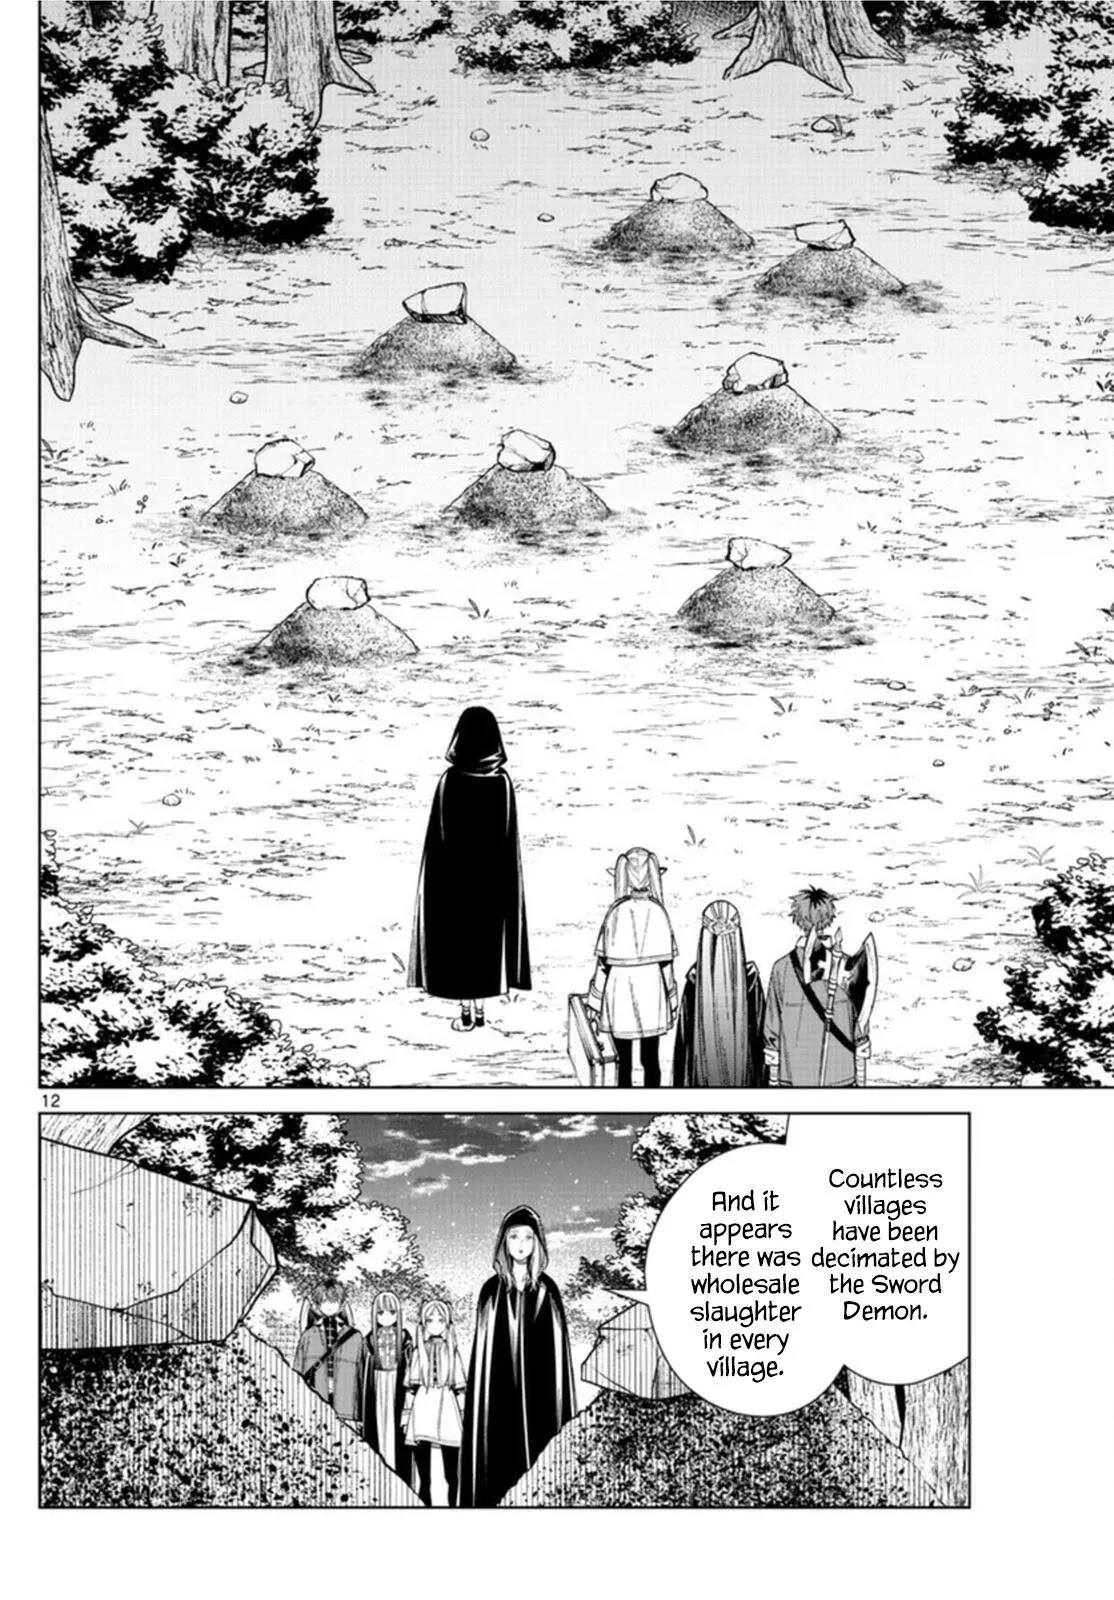 12
Countless
villages
have been
decimated by
the Sword
Demon.
And it
appears
there was
wholesale
slaughter
in every
village.